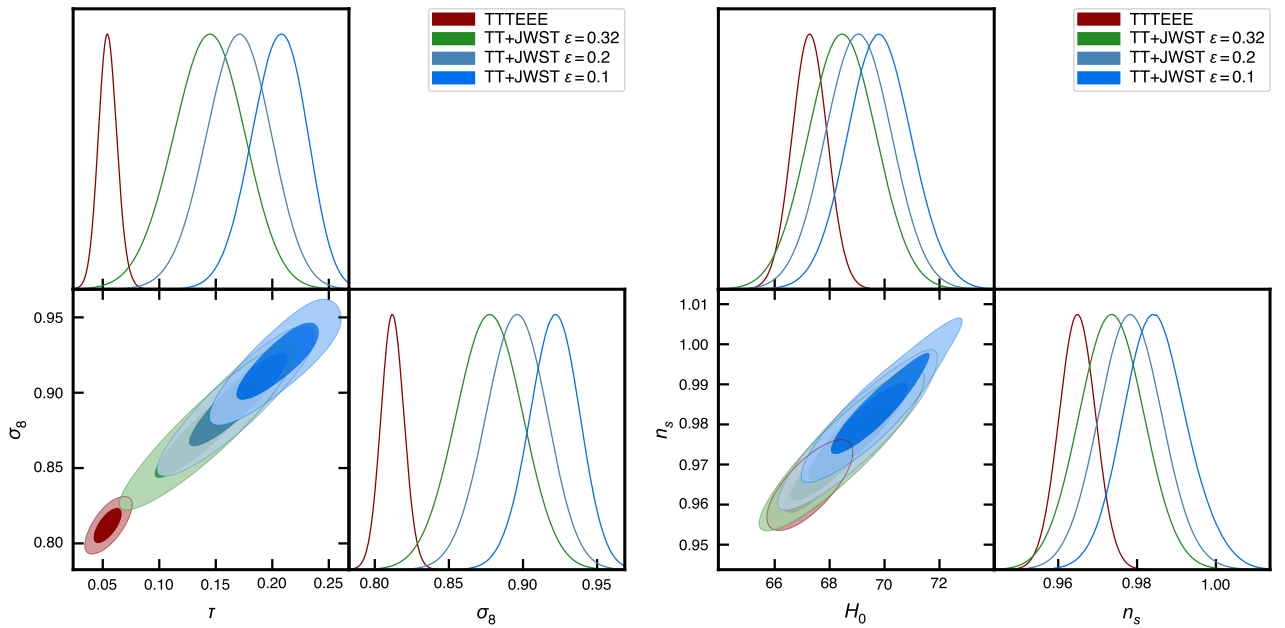 TTTEEE
TT+JWST ε = 0.32
TT+JWST ε = 0.2
TT+JWST ε = 0.1
0.95
0.90
0.85
0.80
σ₈
0.05 0.10 0.15 0.20 0.25
τ
0.80 0.85 0.90 0.95
σ₈
TTTEEE
TT+JWST ε = 0.32
TT+JWST ε = 0.2
TT+JWST ε = 0.1
1.01
1.00
0.99
0.98
0.97
0.96
0.95
nₛ
66 68 70 72
H₀
0.96 0.98 1.00
nₛ